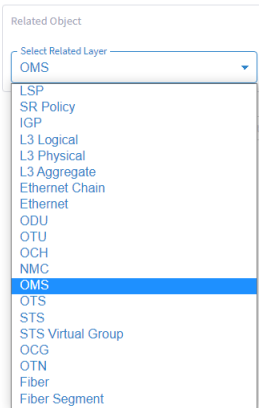 Related Object
Select Related Layer
OMS
LSP
SR Policy
IGP
L3 Logical
L3 Physical
L3 Aggregate
Ethernet Chain
Ethernet
ODU
OTU
OCH
NMC
OMS
OTS
STS
STS Virtual Group
OCG
OTN
Fiber
Fiber Segment